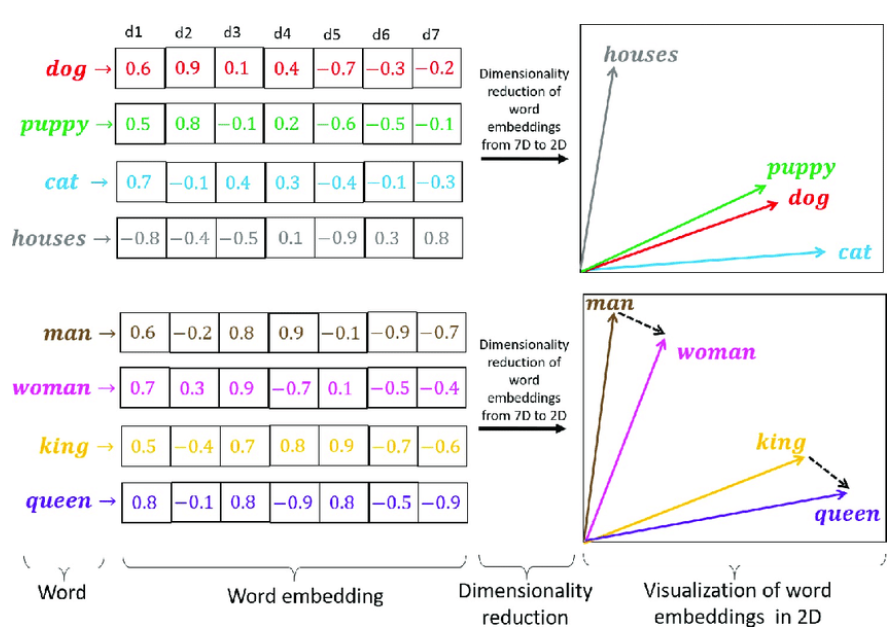 d1 d2 d3 d4 d5 d6 d7
dog → 0.6 0.9 0.1 0.4 −0.7 −0.3 −0.2
puppy → 0.5 0.8 −0.1 0.2 −0.6 −0.5 −0.1
cat → 0.7 −0.1 0.4 0.3 −0.4 −0.1 −0.3
houses → −0.8 −0.4 −0.5 0.1 −0.9 0.3 0.8
Dimensionality
reduction of
word
embeddings
from 7D to 2D
houses
puppy
dog
cat
man → 0.6 −0.2 0.8 0.9 −0.1 −0.9 −0.7
woman → 0.7 0.3 0.9 −0.7 0.1 −0.5 −0.4
king → 0.5 −0.4 0.7 0.8 0.9 −0.7 −0.6
queen → 0.8 −0.1 0.8 −0.9 0.8 −0.5 −0.9
Dimensionality
reduction of
word
embeddings
from 7D to 2D
man
woman
king
queen
Word
Word embedding
Dimensionality
reduction
Visualization of word
embeddings in 2D